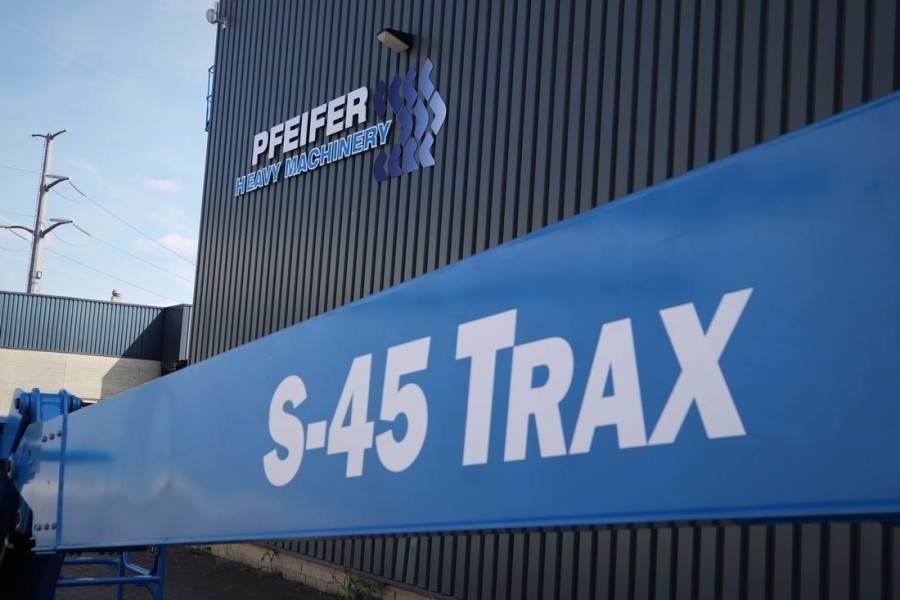 PFEIFER
HEAVY MACHINERY
S-45 TRAX